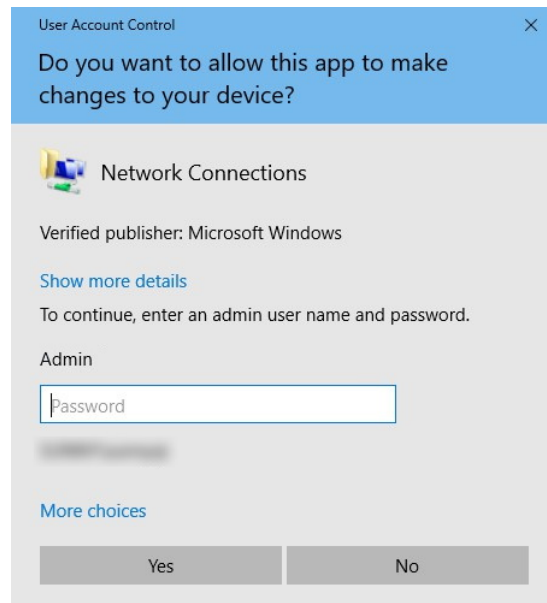 User Account Control
Do you want to allow this app to make
changes to your device?
Network Connections
Verified publisher: Microsoft Windows
Show more details
To continue, enter an admin user name and password.
Admin
Password
More choices
Yes
No